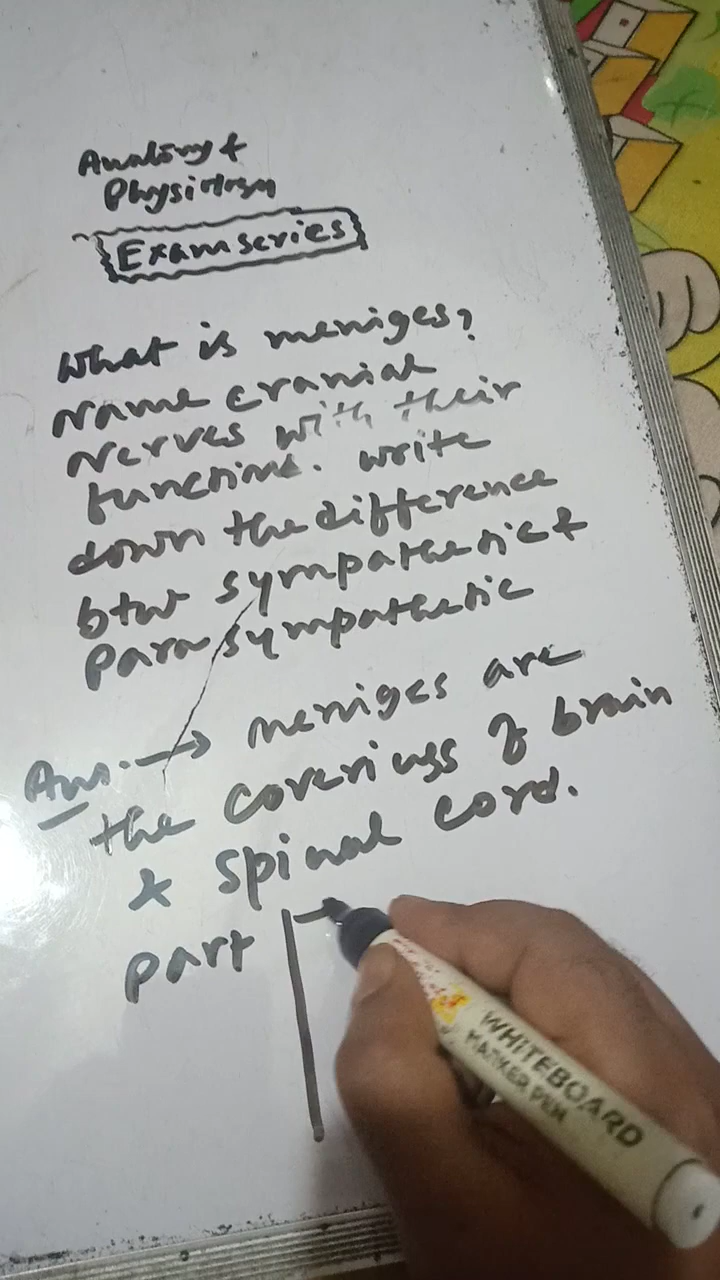 Anatomy &
Physiology
Exam series
What is meniges?
Name cranial
Nerves with their
functions. write
down the difference
btw sympathetic &
Parasympathetic
Ans. → meniges are
the coverings of brain
& spinal cord.
part
WHITEBOARD
MARKER PEN